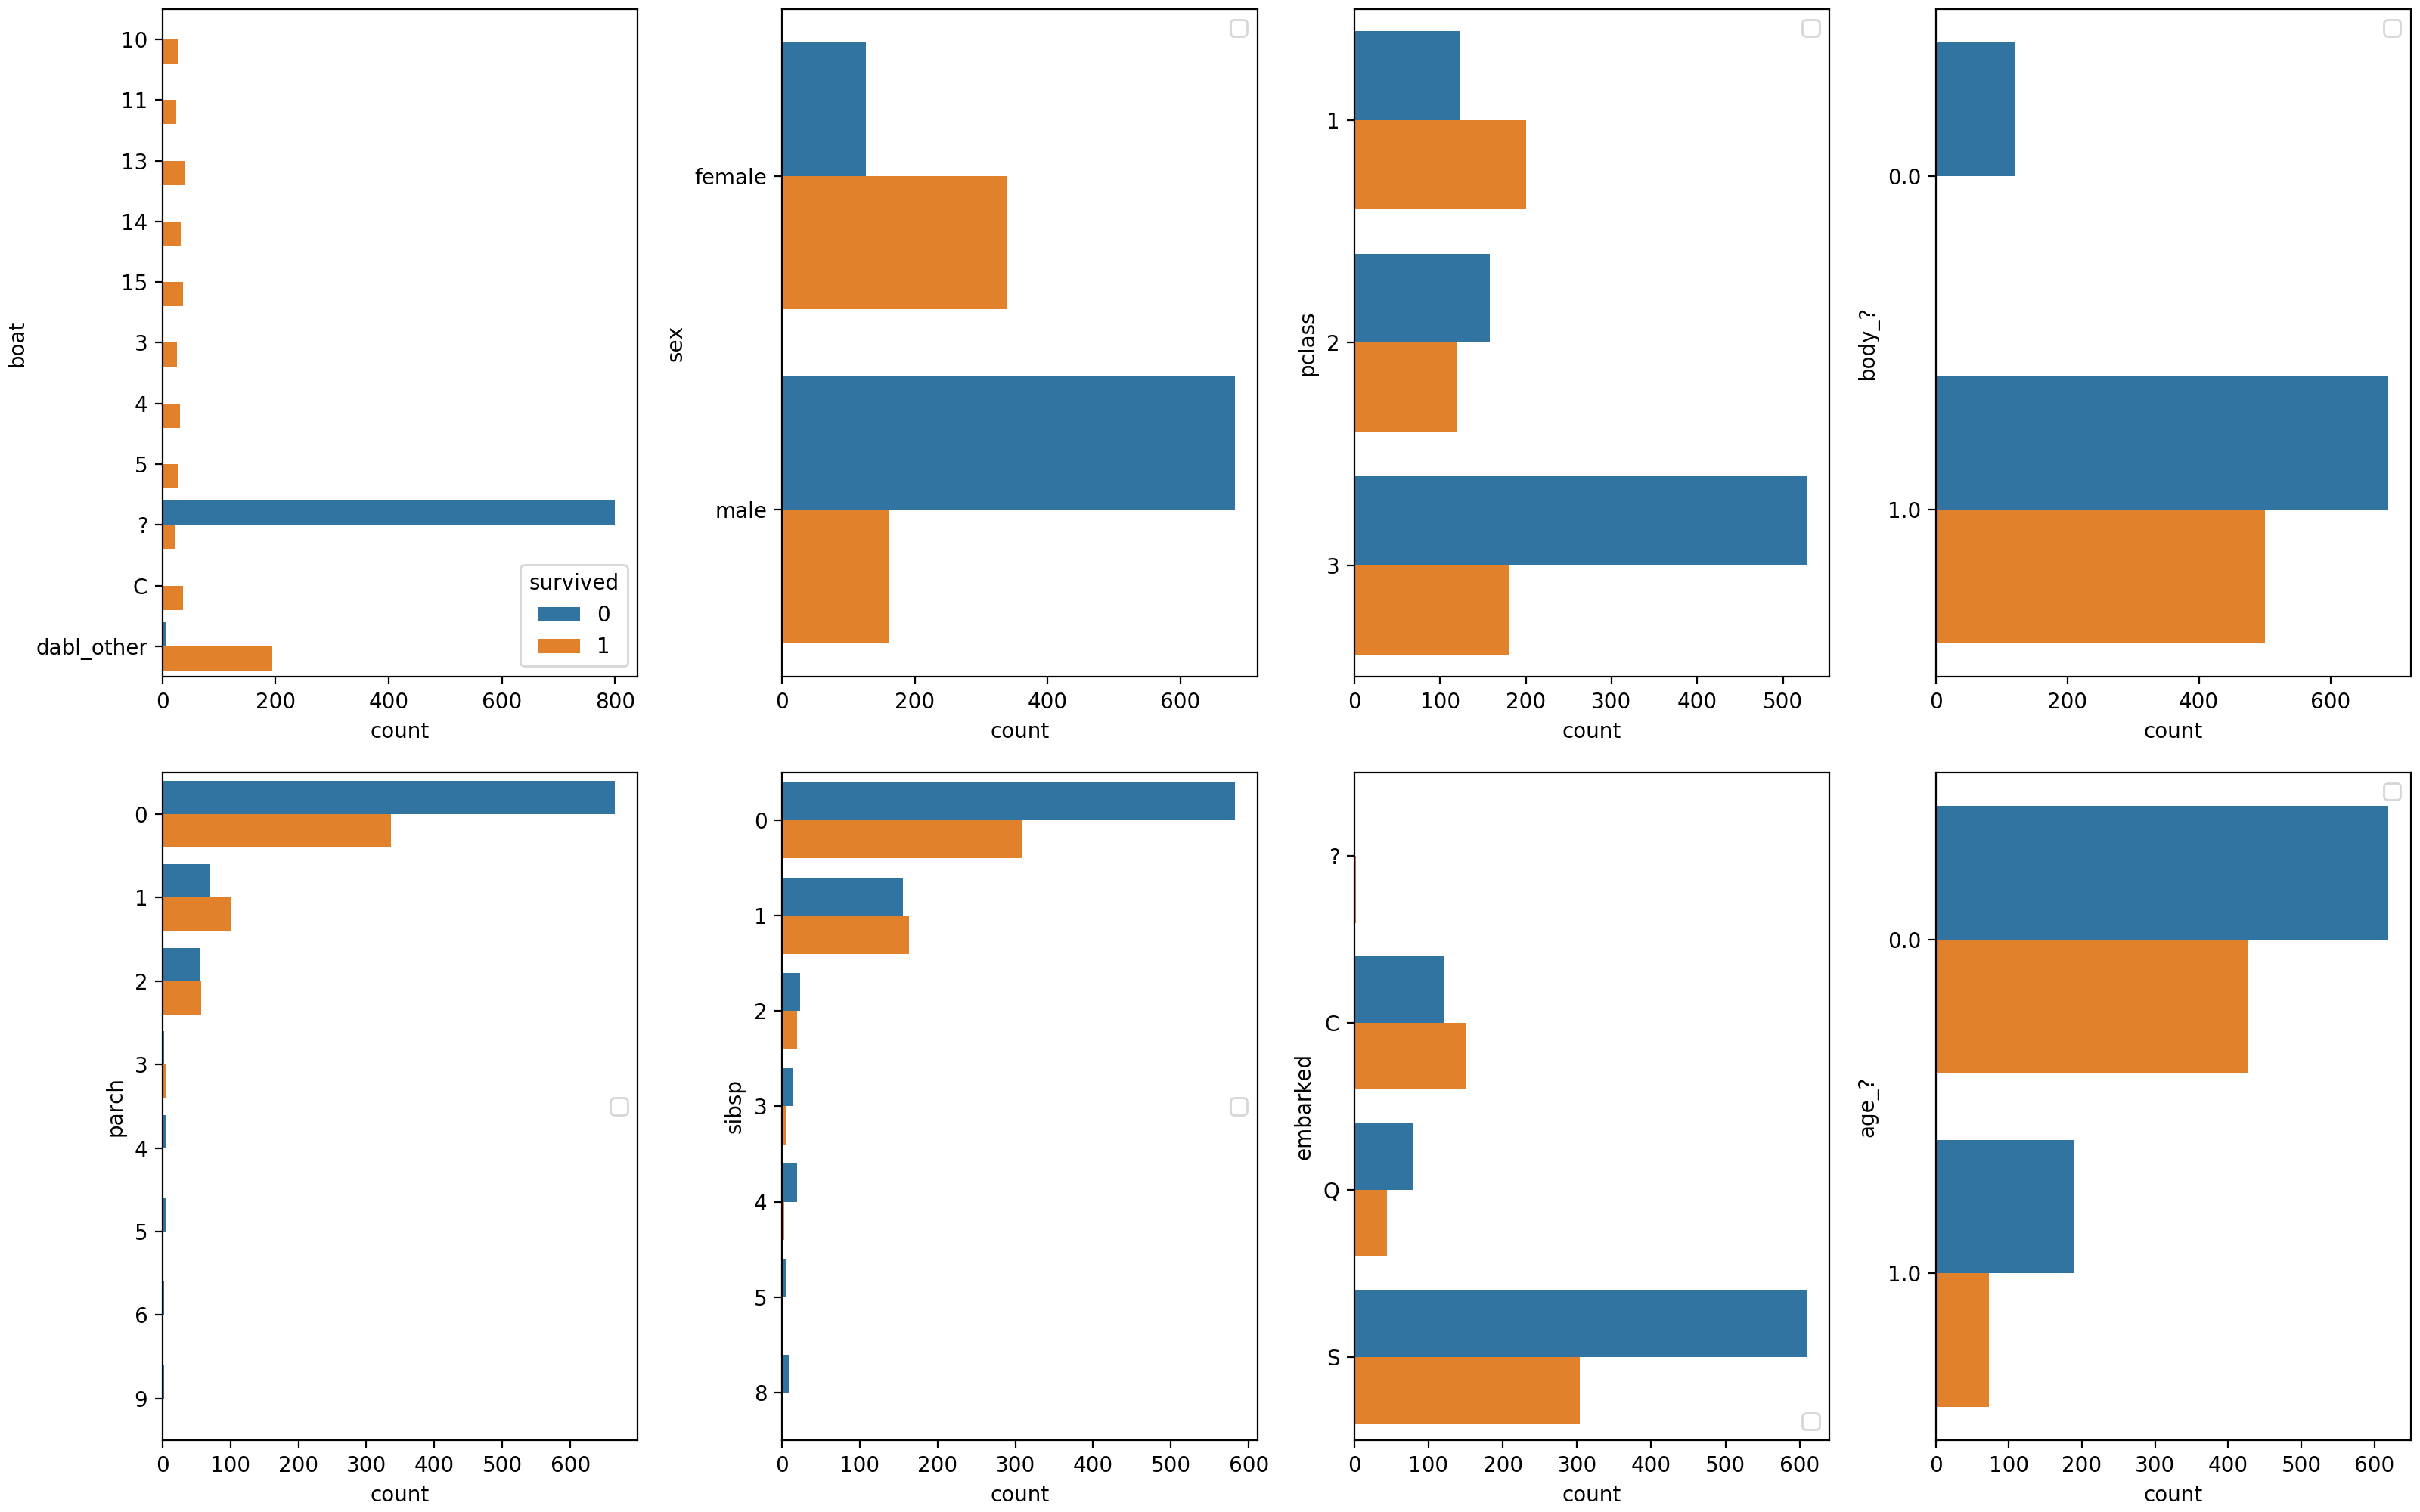 boat
10
11
13
14
15
3
4
5
?
C
dabl_other
survived
0
1
0 200 400 600 800
count
sex
female
male
0 200 400 600
count
pclass
1
2
3
0 100 200 300 400 500
count
body_?
0.0
1.0
0 200 400 600
count
parch
0
1
2
3
4
5
6
9
0 100 200 300 400 500 600
count
sibsp
0
1
2
3
4
5
8
0 100 200 300 400 500 600
count
embarked
?
C
Q
S
0 100 200 300 400 500 600
count
age_?
0.0
1.0
0 100 200 300 400 500 600
count